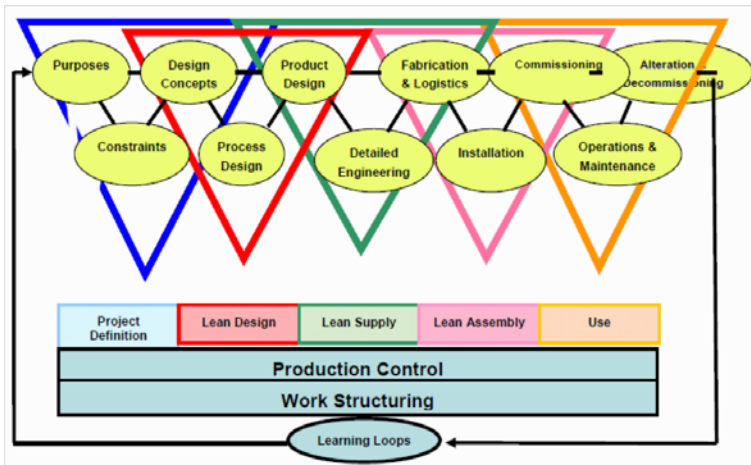 Purposes
Design
Concepts
Product
Design
Fabrication
& Logistics
Commissioning
Alteration &
Decommissioning
Constraints
Process
Design
Detailed
Engineering
Installation
Operations &
Maintenance
Project
Definition
Lean Design
Lean Supply
Lean Assembly
Use
Production Control
Work Structuring
Learning Loops